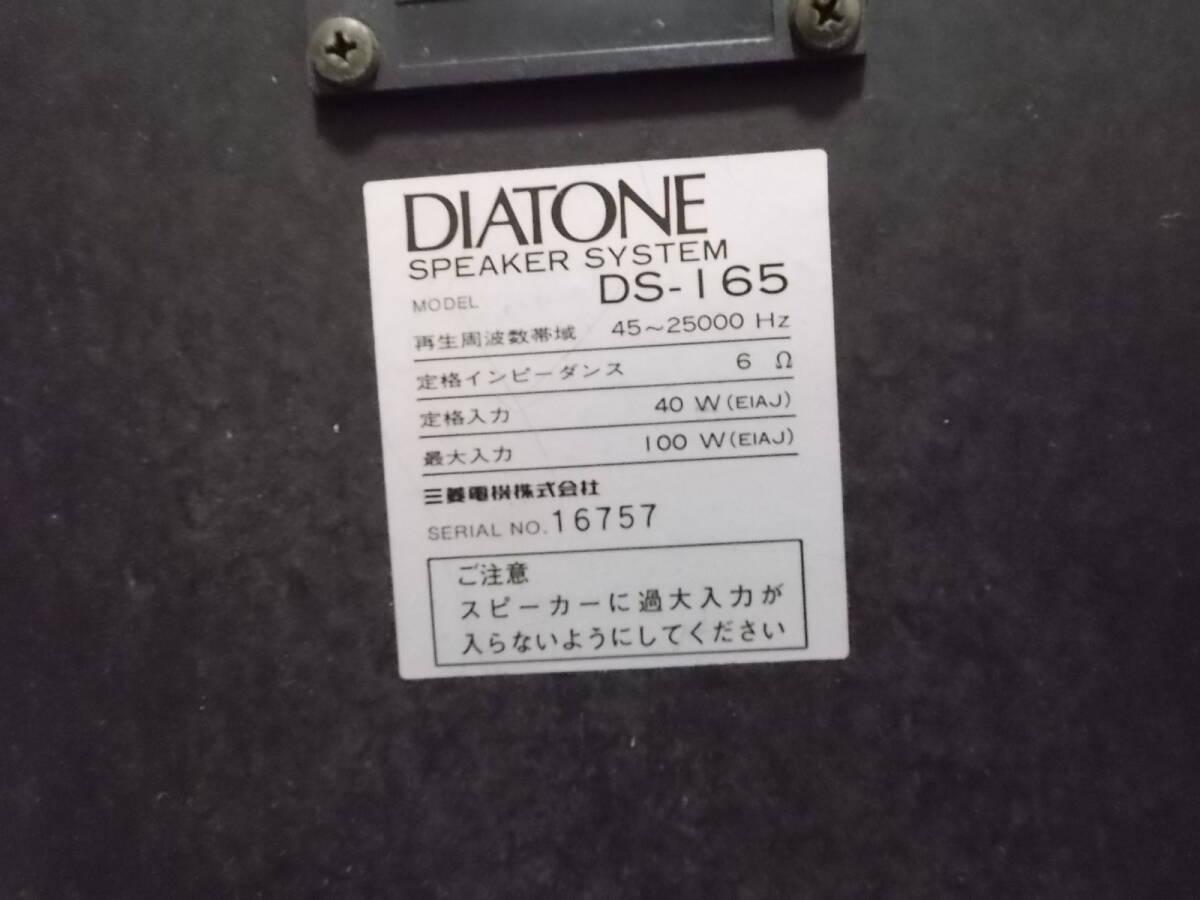 DIATONE
SPEAKER SYSTEM
MODEL DS-165
再生周波数帯域 45~25000 Hz
定格インピーダンス 6 Ω
定格入力 40 W(EIAJ)
最大入力 100 W(EIAJ)
三菱電機株式会社
SERIAL NO. 16757
ご注意
スピーカーに過大入力が
入らないようにしてください